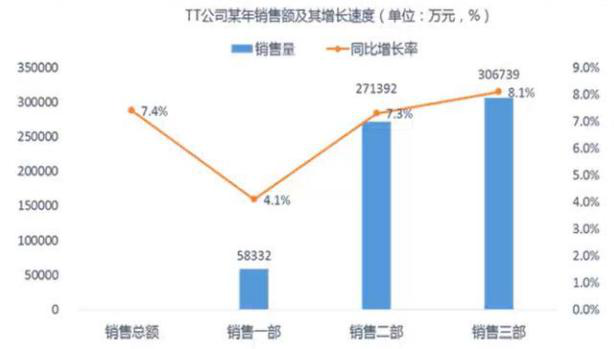 TT公司某年销售额及其增长速度（单位：万元，%）
销售量 同比增长率
350000 306739 9.0%
300000 271392 8.1% 8.0%
250000 7.4% 7.3% 7.0%
6.0%
200000 5.0%
150000 4.1% 4.0%
100000 3.0%
58332 2.0%
50000 1.0%
0 0.0%
销售总额 销售一部 销售二部 销售三部